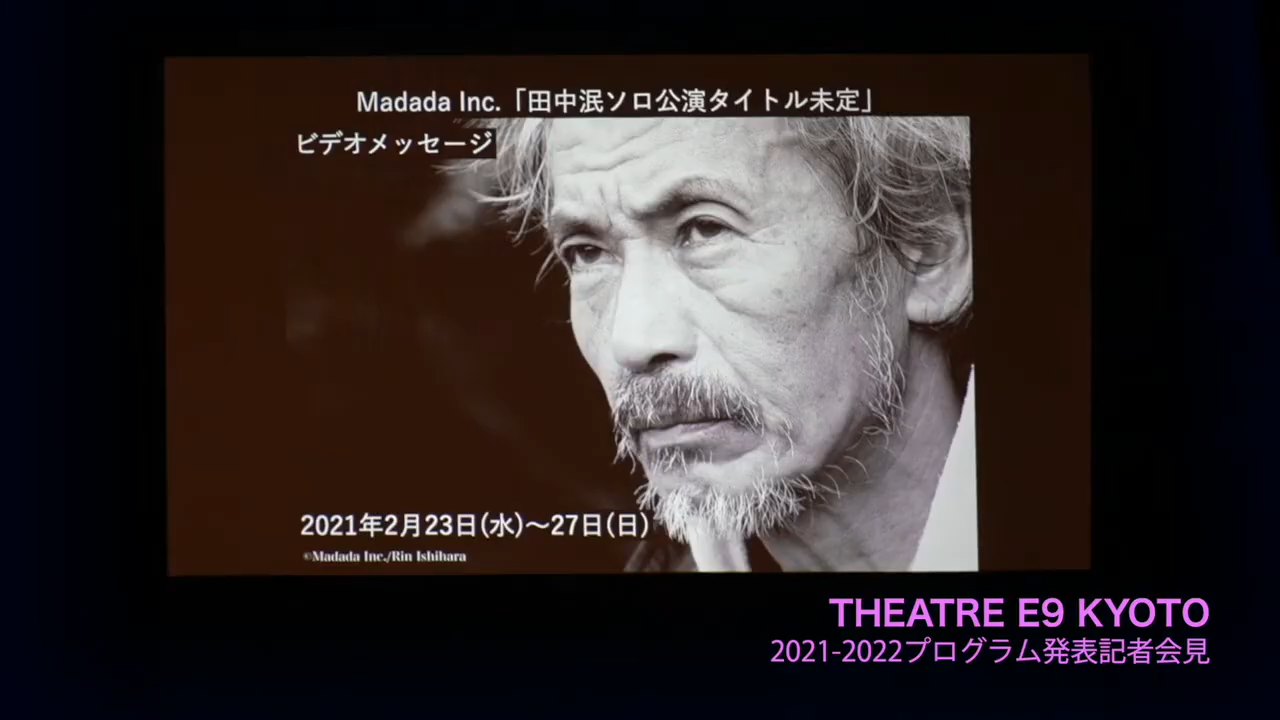 Madada Inc.「田中泯ソロ公演タイトル未定」
ビデオメッセージ
2021年2月23日(水)～27日(日)
©Madada Inc./Rin Ishihara
THEATRE E9 KYOTO
2021-2022プログラム発表記者会見